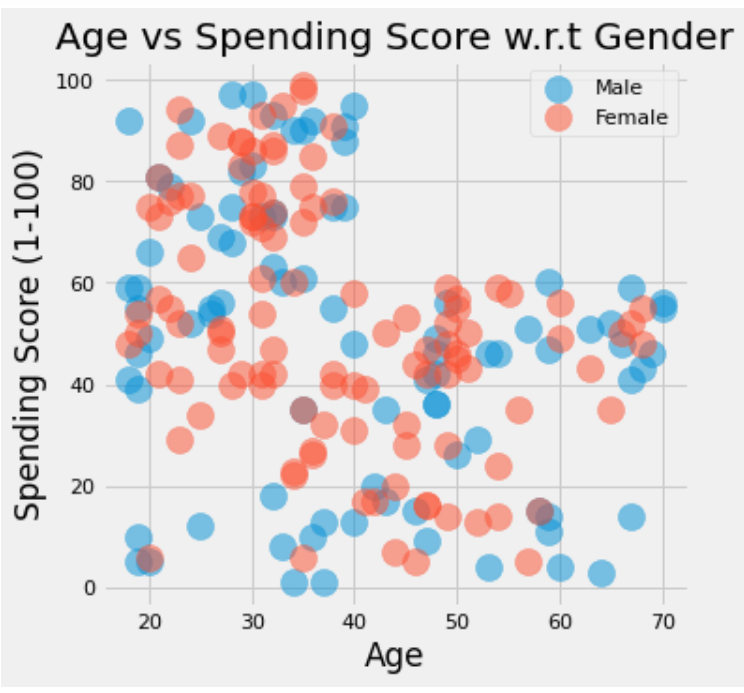 Age vs Spending Score w.r.t Gender
Male
Female
Spending Score (1-100)
100
80
60
40
20
0
20 30 40 50 60 70
Age